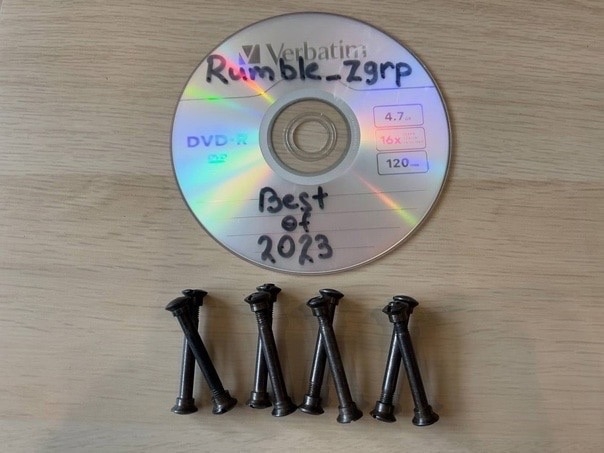 Verbatim
Rumble_zgrp
DVD-R
4.7
16x
120
Best
of
2023